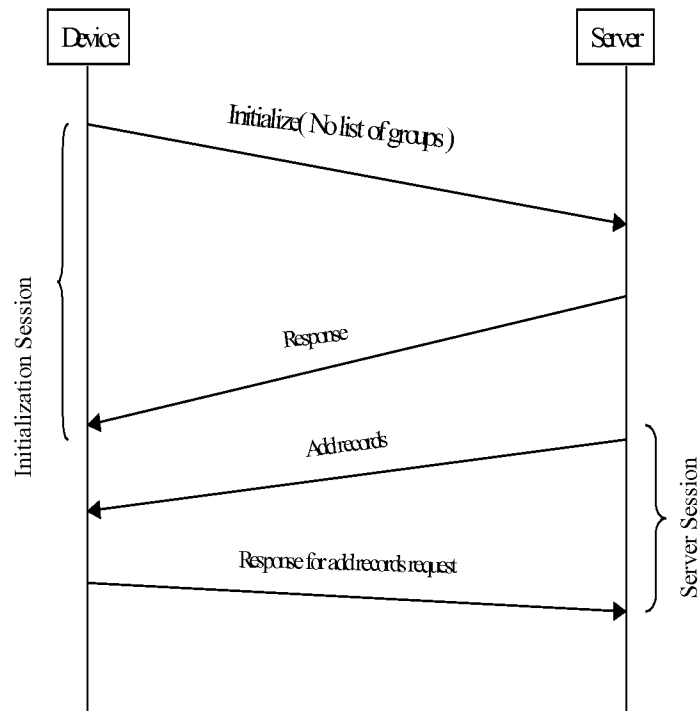 Device
Server
Initialize( No list of groups )
Initialization Session
Response
Add records
Server Session
Response for add records request